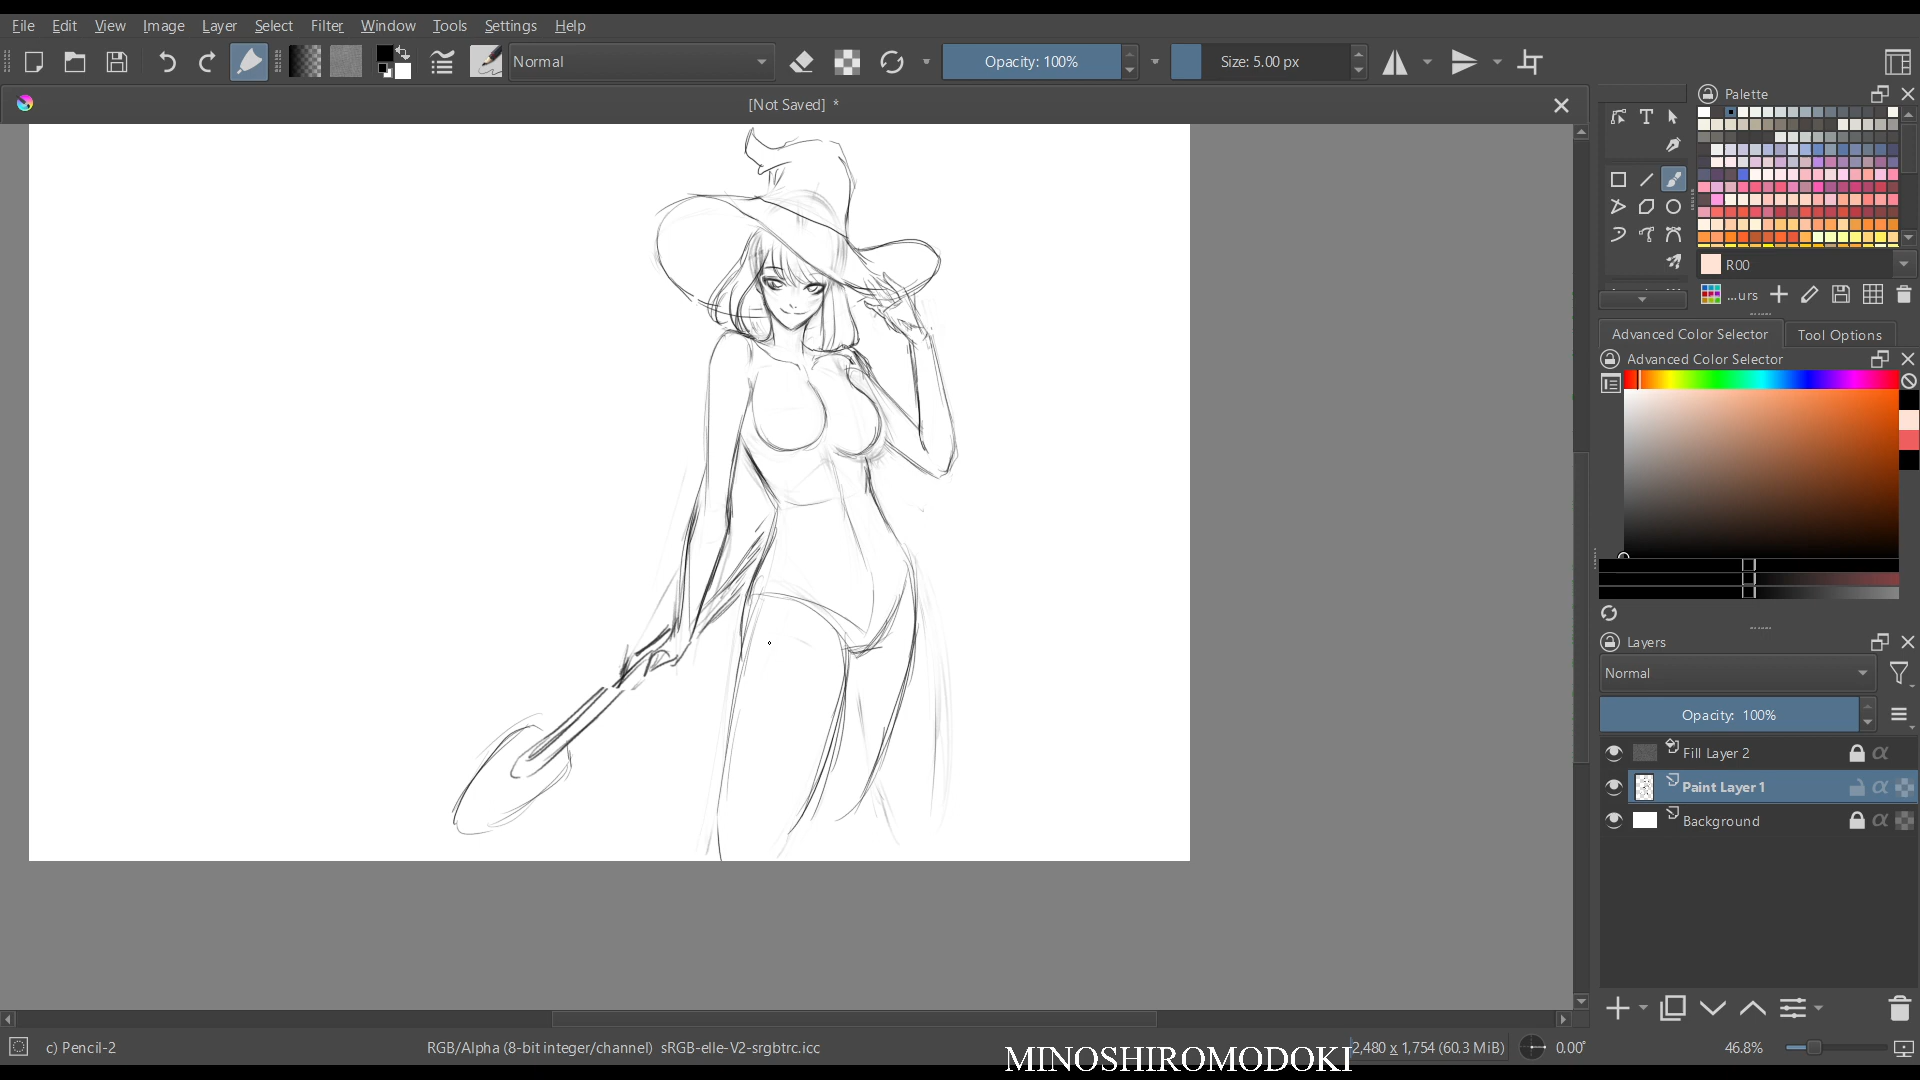 File Edit View Image Layer Select Filter Window Tools Settings Help
Normal
Opacity: 100%
Size: 5.00 px
[Not Saved] *
Palette
R00
...urs
Advanced Color Selector Tool Options
Advanced Color Selector
Layers
Normal
Opacity: 100%
Fill Layer 2
Paint Layer 1
Background
c) Pencil-2
RGB/Alpha (8-bit integer/channel) sRGB-elle-V2-srgbtrc.icc
MINOSHIROMODOKI
2,480 x 1,754 (60.3 MiB)
0.00°
46.8%